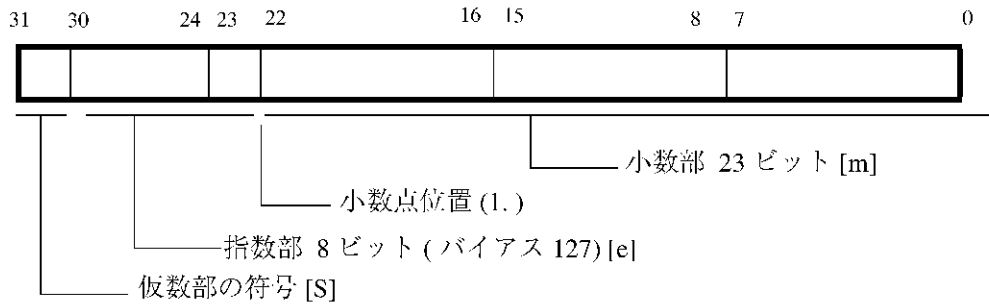 31 30 24 23 22 16 15 8 7 0
小数部 23 ビット [m]
小数点位置 (1. )
指数部 8 ビット ( バイアス 127) [e]
仮数部の符号 [S]